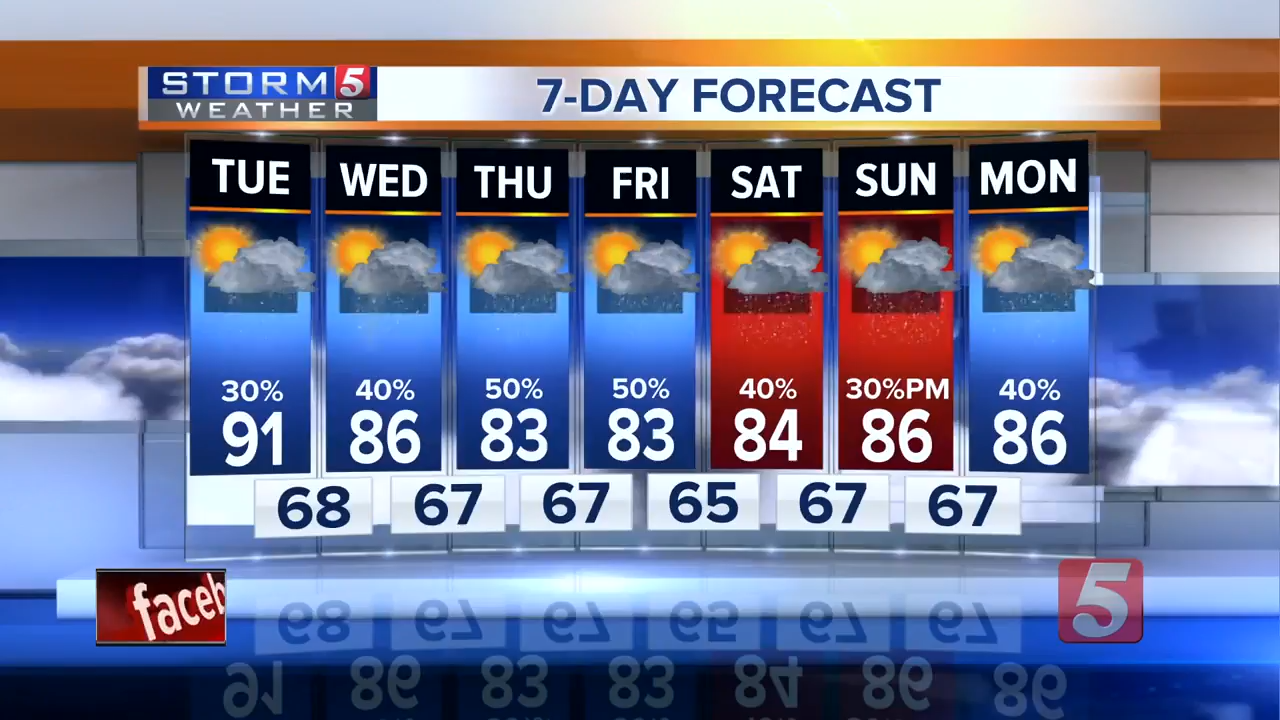 STORM 5
WEATHER
7-DAY FORECAST
TUE WED THU FRI SAT SUN MON
30% 40% 50% 50% 40% 30%PM 40%
91 86 83 83 84 86 86
68 67 67 65 67 67
faceb
5